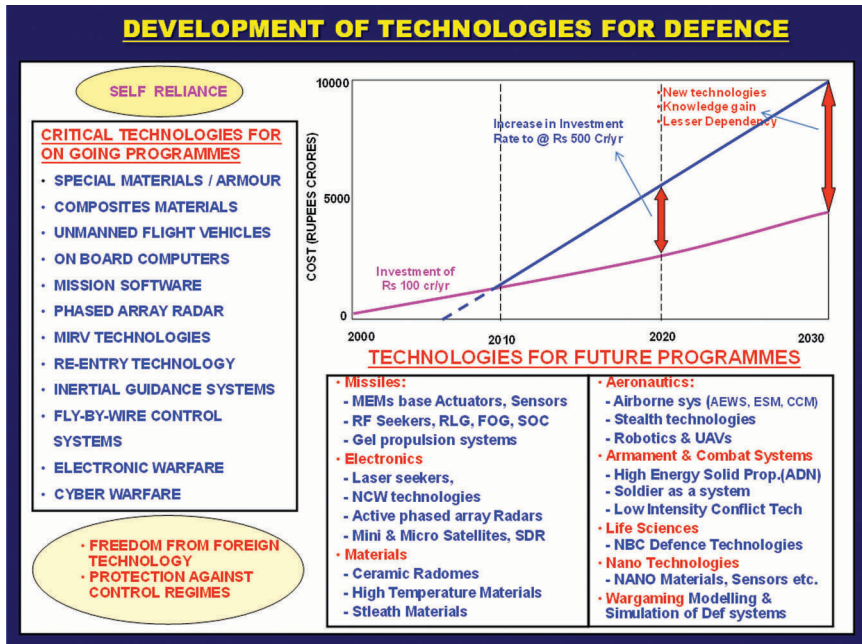 DEVELOPMENT OF TECHNOLOGIES FOR DEFENCE
SELF RELIANCE
CRITICAL TECHNOLOGIES FOR
ON GOING PROGRAMMES
• SPECIAL MATERIALS / ARMOUR
• COMPOSITES MATERIALS
• UNMANNED FLIGHT VEHICLES
• ON BOARD COMPUTERS
• MISSION SOFTWARE
• PHASED ARRAY RADAR
• MIRV TECHNOLOGIES
• RE-ENTRY TECHNOLOGY
• INERTIAL GUIDANCE SYSTEMS
• FLY-BY-WIRE CONTROL
SYSTEMS
• ELECTRONIC WARFARE
• CYBER WARFARE
• FREEDOM FROM FOREIGN
TECHNOLOGY
• PROTECTION AGAINST
CONTROL REGIMES
COST (RUPEES CRORES)
10000
5000
0
2000
2010
2020
2030
Investment of
Rs 100 cr/yr
Increase in Investment
Rate to @ Rs 500 Cr/yr
•New technologies
•Knowledge gain
•Lesser Dependency
TECHNOLOGIES FOR FUTURE PROGRAMMES
• Missiles:
- MEMs base Actuators, Sensors
- RF Seekers, RLG, FOG, SOC
- Gel propulsion systems
• Electronics
- Laser seekers,
- NCW technologies
- Active phased array Radars
- Mini & Micro Satellites, SDR
• Materials
- Ceramic Radomes
- High Temperature Materials
- Stleath Materials
• Aeronautics:
- Airborne sys (AEWS, ESM, CCM)
- Stealth technologies
- Robotics & UAVs
• Armament & Combat Systems
- High Energy Solid Prop.(ADN)
- Soldier as a system
- Low Intensity Conflict Tech
• Life Sciences
- NBC Defence Technologies
• Nano Technologies
- NANO Materials, Sensors etc.
• Wargaming Modelling &
Simulation of Def systems